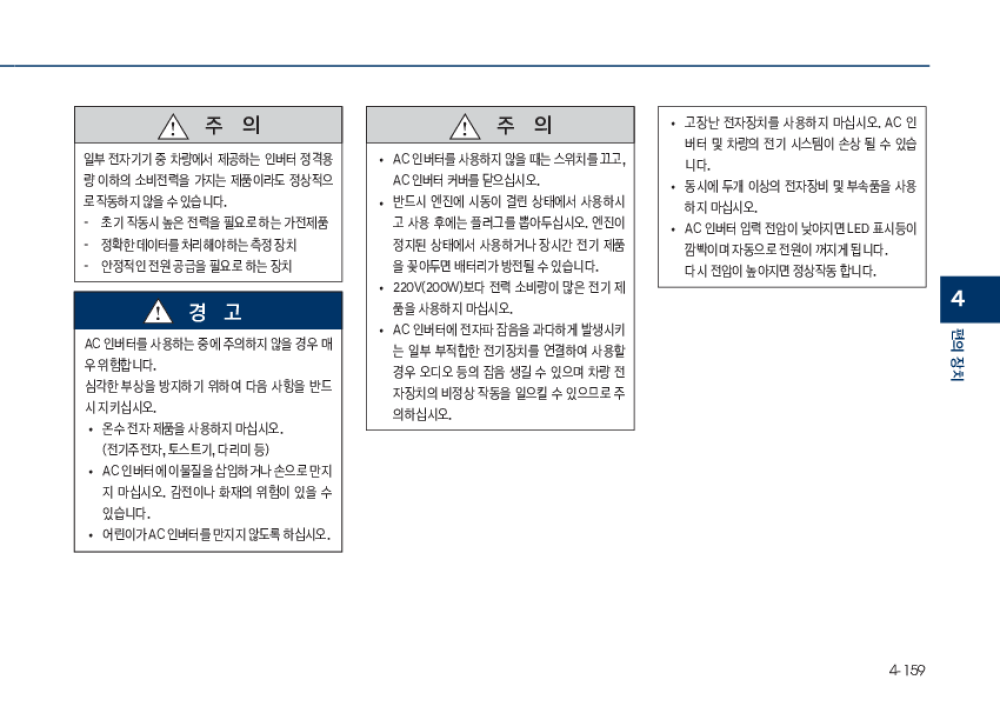 주 의
일부 전자기기 중 차량에서 제공하는 인버터 정격용
량 이하의 소비전력을 가지는 제품이라도 정상적으
로 작동하지 않을 수 있습니다.
- 초기 작동시 높은 전력을 필요로 하는 가전제품
- 정확한 데이터를 처리해야 하는 측정 장치
- 안정적인 전원 공급을 필요로 하는 장치
경 고
AC 인버터를 사용하는 중에 주의하지 않을 경우 매
우 위험합니다.
심각한 부상을 방지하기 위하여 다음 사항을 반드
시 지키십시오.
• 온수 전자 제품을 사용하지 마십시오.
(전기주전자, 토스트기, 다리미 등)
• AC 인버터에 이물질을 삽입하거나 손으로 만지
지 마십시오. 감전이나 화재의 위험이 있을 수
있습니다.
• 어린이가 AC 인버터를 만지지 않도록 하십시오.
주 의
• AC 인버터를 사용하지 않을 때는 스위치를 끄고,
AC 인버터 커버를 닫으십시오.
• 반드시 엔진에 시동이 걸린 상태에서 사용하시
고 사용 후에는 플러그를 뽑아두십시오. 엔진이
정지된 상태에서 사용하거나 장시간 전기 제품
을 꽂아두면 배터리가 방전될 수 있습니다.
• 220V(200W)보다 전력 소비량이 많은 전기 제
품을 사용하지 마십시오.
• AC 인버터에 전자파 잡음을 과다하게 발생시키
는 일부 부적합한 전기장치를 연결하여 사용할
경우 오디오 등의 잡음 생길 수 있으며 차량 전
자장치의 비정상 작동을 일으킬 수 있으므로 주
의하십시오.
• 고장난 전자장치를 사용하지 마십시오. AC 인
버터 및 차량의 전기 시스템이 손상 될 수 있습
니다.
• 동시에 두개 이상의 전자장비 및 부속품을 사용
하지 마십시오.
• AC 인버터 입력 전압이 낮아지면 LED 표시등이
깜박이며 자동으로 전원이 꺼지게 됩니다.
다시 전압이 높아지면 정상작동 합니다.
4
편의 장치
4-159